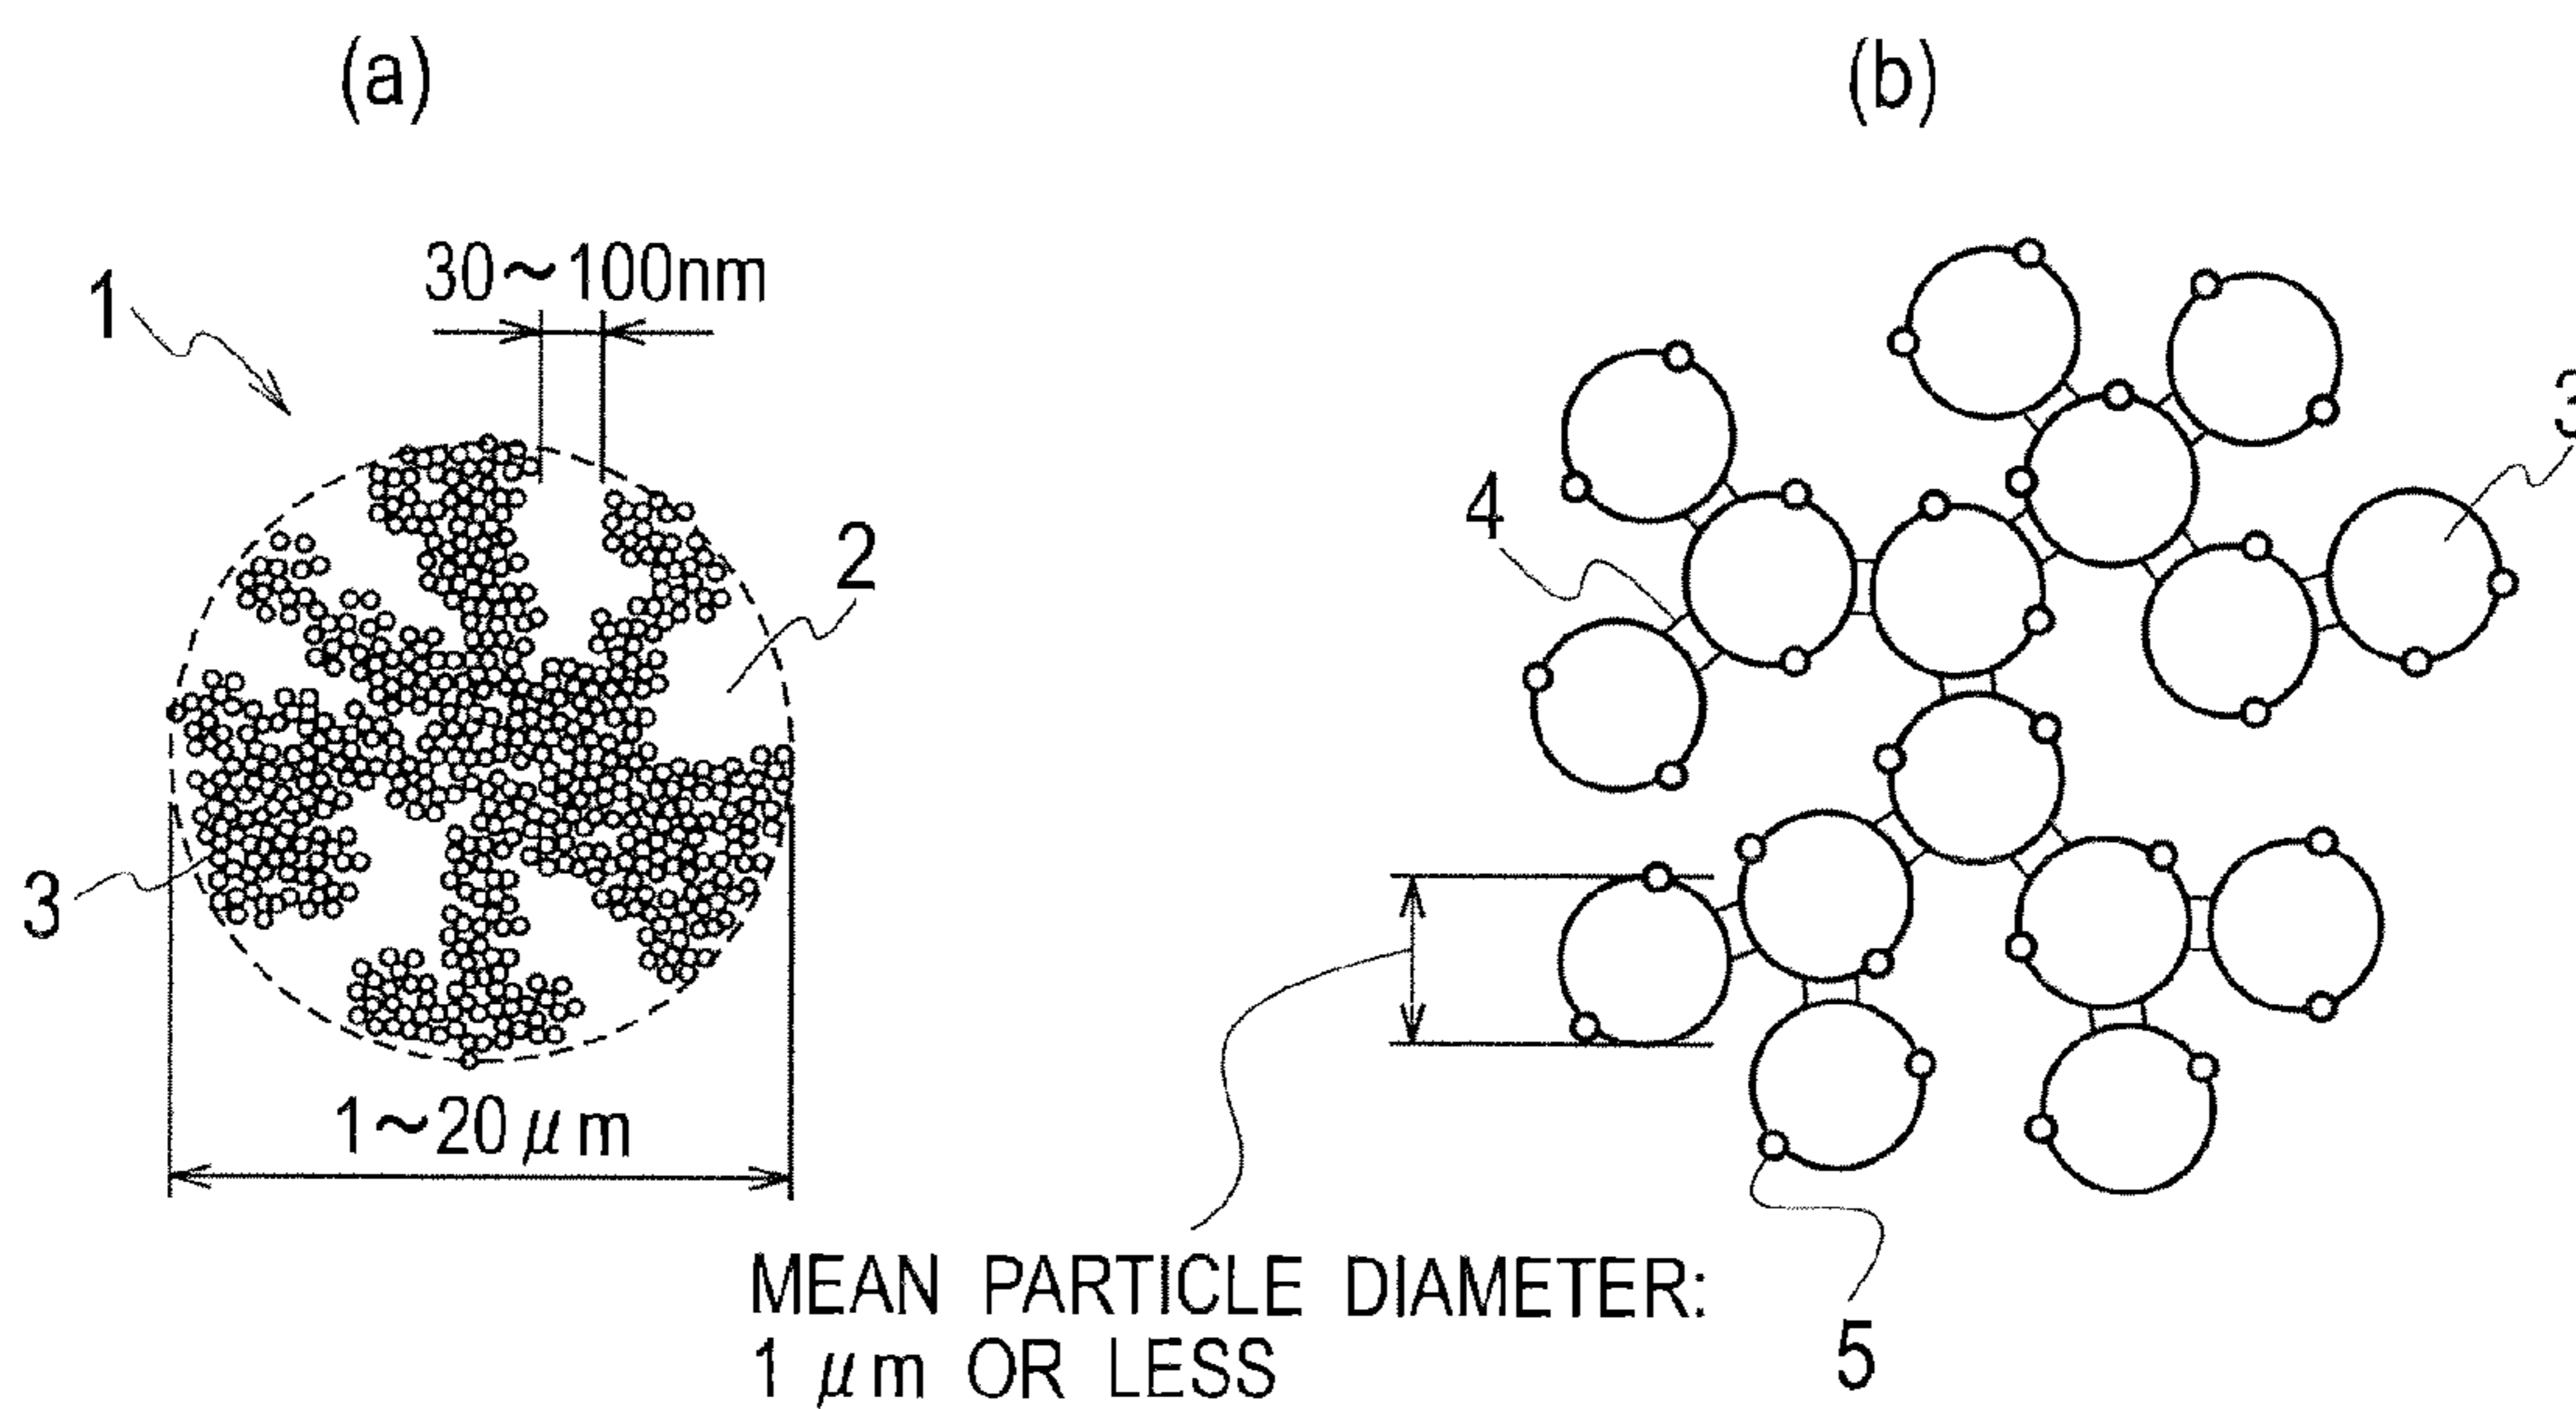 (a)
(b)
30～100nm
1
2
3
1～20μm
3
4
MEAN PARTICLE DIAMETER:
1 μm OR LESS
5